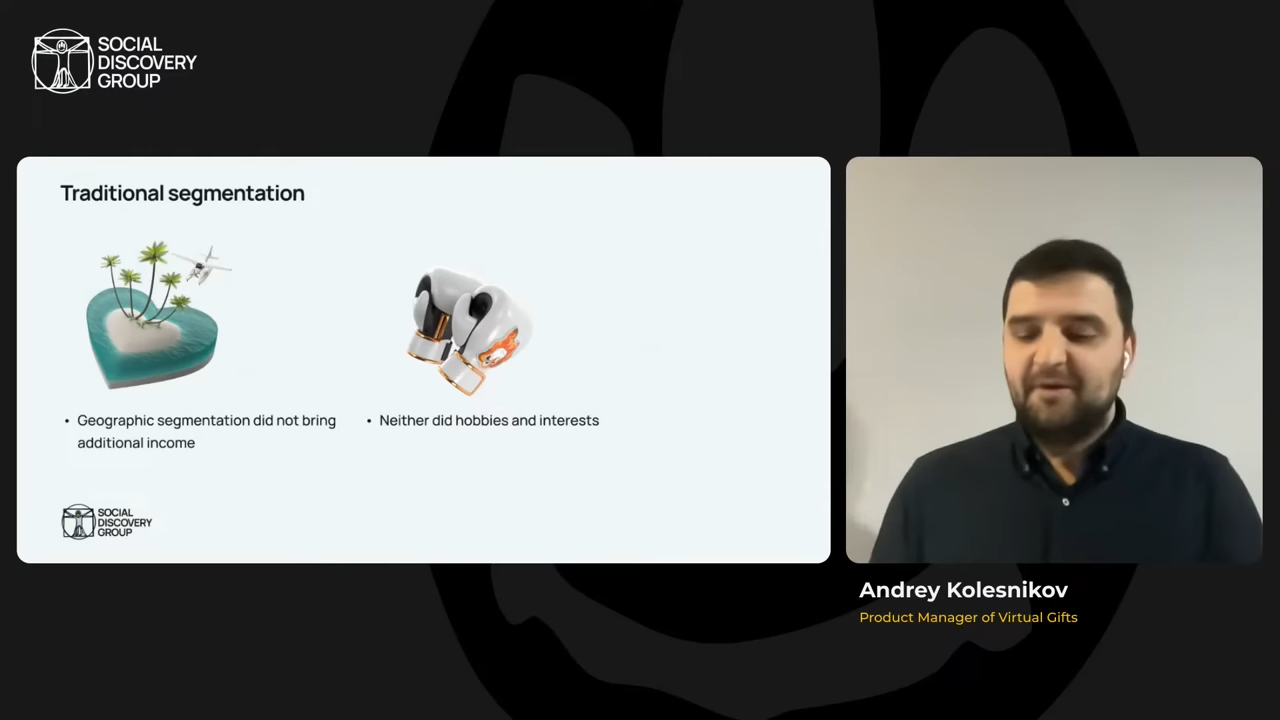 SOCIAL
DISCOVERY
GROUP
Traditional segmentation
• Geographic segmentation did not bring
additional income
• Neither did hobbies and interests
SOCIAL
DISCOVERY
GROUP
Andrey Kolesnikov
Product Manager of Virtual Gifts